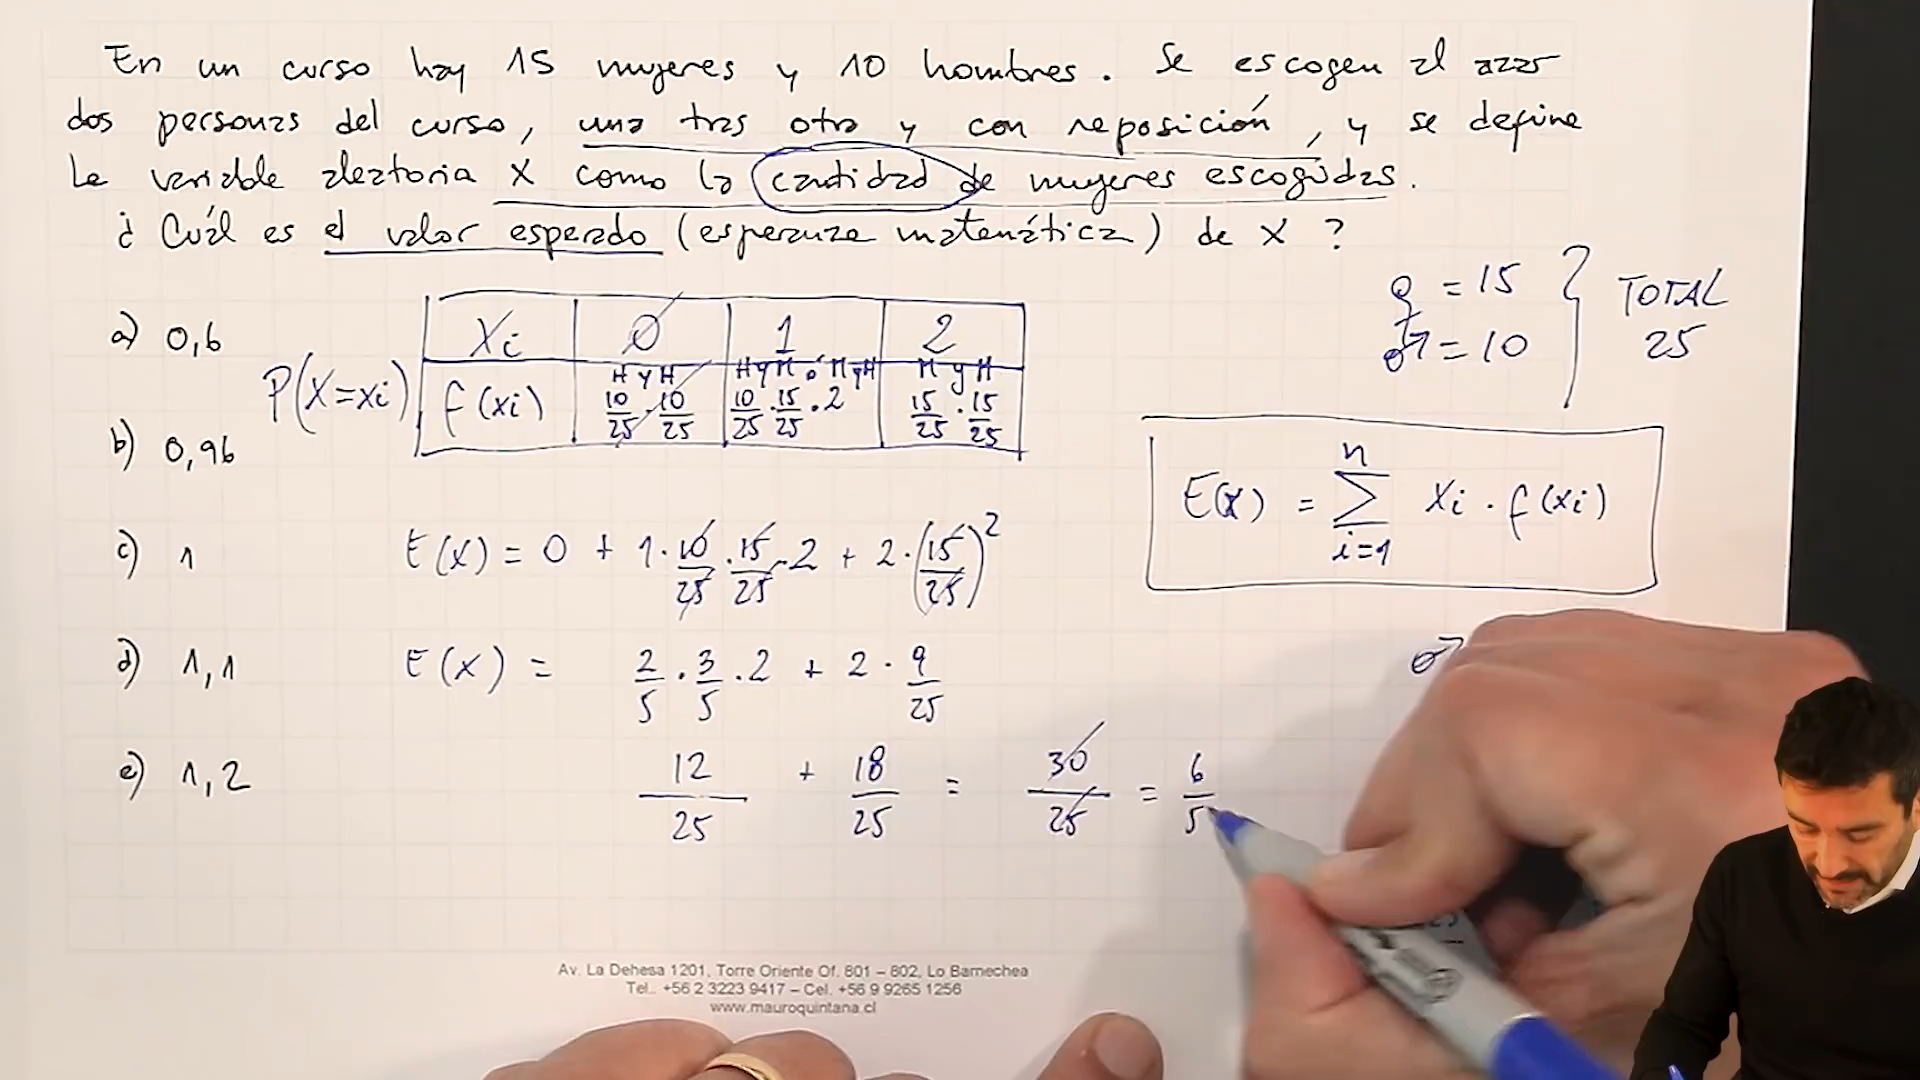 En un curso hay 15 mujeres y 10 hombres. Se escogen al azar
dos personas del curso, una tras otra y con reposición, y se define
la variable aleatoria X como la cantidad de mujeres escogidas.
¿Cuál es el valor esperado (esperanza matemática) de X ?
a) 0,6
b) 0,96
c) 1
d) 1,1
e) 1,2
♀ = 15
♂ = 10
} TOTAL
25
Xi 0 1 2
P(X=xi) f(xi)
H y H
10/25 · 10/25
H y M ó M y H
10/25 · 15/25 · 2
M y M
15/25 · 15/25
E(X) = n∑i=1 Xi · f(xi)
E(X) = 0 + 1 · 10/25 · 15/25 · 2 + 2 · (15/25)²
E(X) = 2/5 · 3/5 · 2 + 2 · 9/25
12/25 + 18/25 = 30/25 = 6/5
♂
Av. La Dehesa 1201, Torre Oriente Of. 801 – 802, Lo Barnechea
Tel.. +56 2 3223 9417 – Cel. +56 9 9265 1256
www.mauroquintana.cl